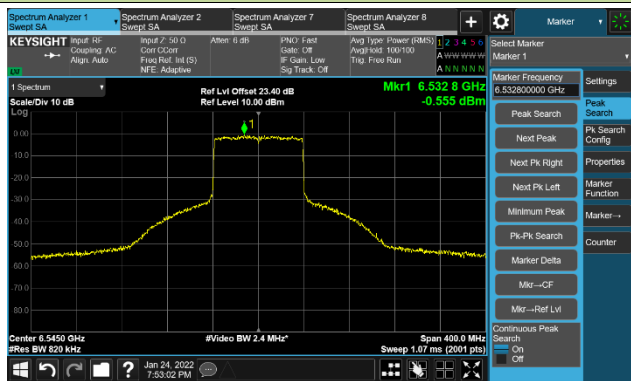 Spectrum Analyzer 1
Swept SA
Spectrum Analyzer 2
Swept SA
Spectrum Analyzer 7
Swept SA
Spectrum Analyzer 8
Swept SA
+
Marker
KEYSIGHT
Input: RF
Coupling: AC
Align: Auto
Input Z: 50 Ω
Corr CCorr
Freq Ref: Int (S)
NFE: Adaptive
Atten: 6 dB
PNO: Fast
Gate: Off
IF Gain: Low
Sig Track: Off
Avg Type: Power (RMS)
Avg|Hold: 100/100
Trig: Free Run
1 2 3 4 5 6
A W W W W W
A N N N N N
LXI
Select Marker
Marker 1
1 Spectrum
Scale/Div 10 dB
Log
Ref Lvl Offset 23.40 dB
Ref Level 10.00 dBm
Mkr1 6.532 8 GHz
-0.555 dBm
1
0.00
-10.0
-20.0
-30.0
-40.0
-50.0
-60.0
-70.0
-80.0
Center 6.5450 GHz
#Res BW 820 kHz
#Video BW 2.4 MHz*
Span 400.0 MHz
Sweep 1.07 ms (2001 pts)
Marker Frequency
6.532800000 GHz
Peak Search
Next Peak
Next Pk Right
Next Pk Left
Minimum Peak
Pk-Pk Search
Marker Delta
Mkr→CF
Mkr→Ref Lvl
Continuous Peak
Search
On
Off
Settings
Peak
Search
Pk Search
Config
Properties
Marker
Function
Marker→
Counter
?
Jan 24, 2022
7:53:02 PM